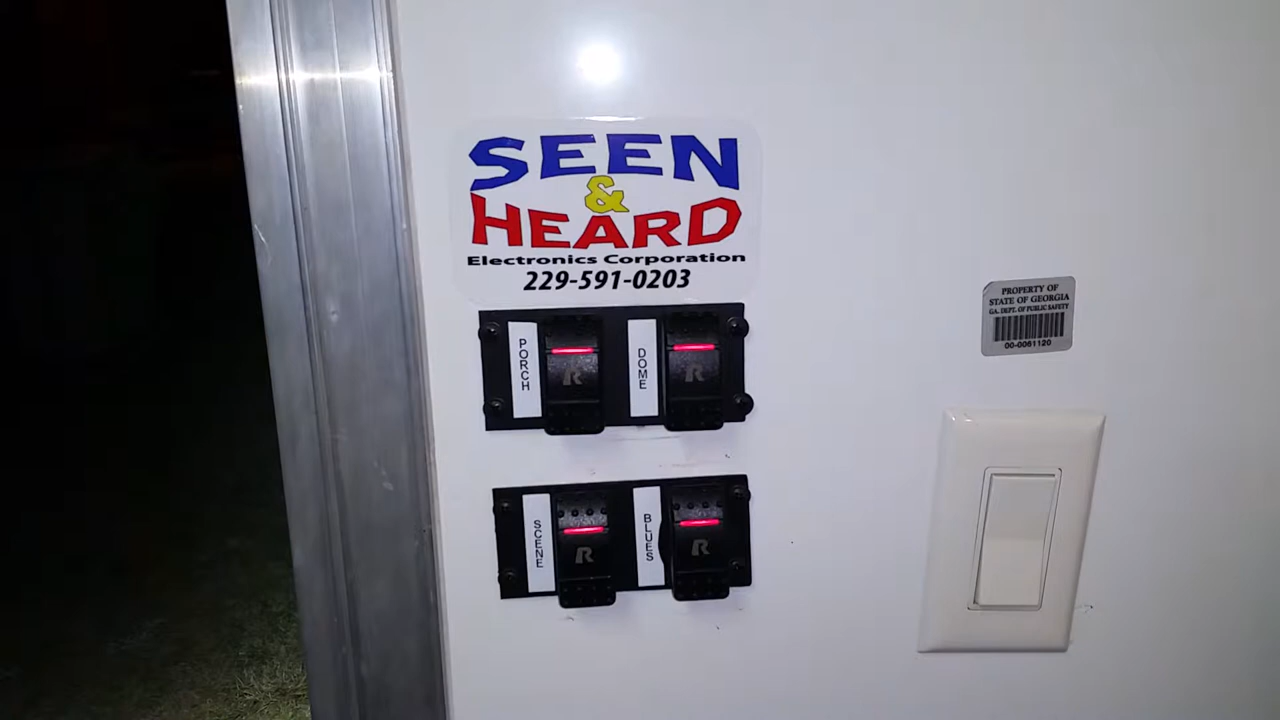 SEEN
&
HEARD
Electronics Corporation
229-591-0203
PROPERTY OF
STATE OF GEORGIA
GA. DEPT. OF PUBLIC SAFETY
00-0061120
PORCH
R
DOME
R
SCENE
R
BLUES
R